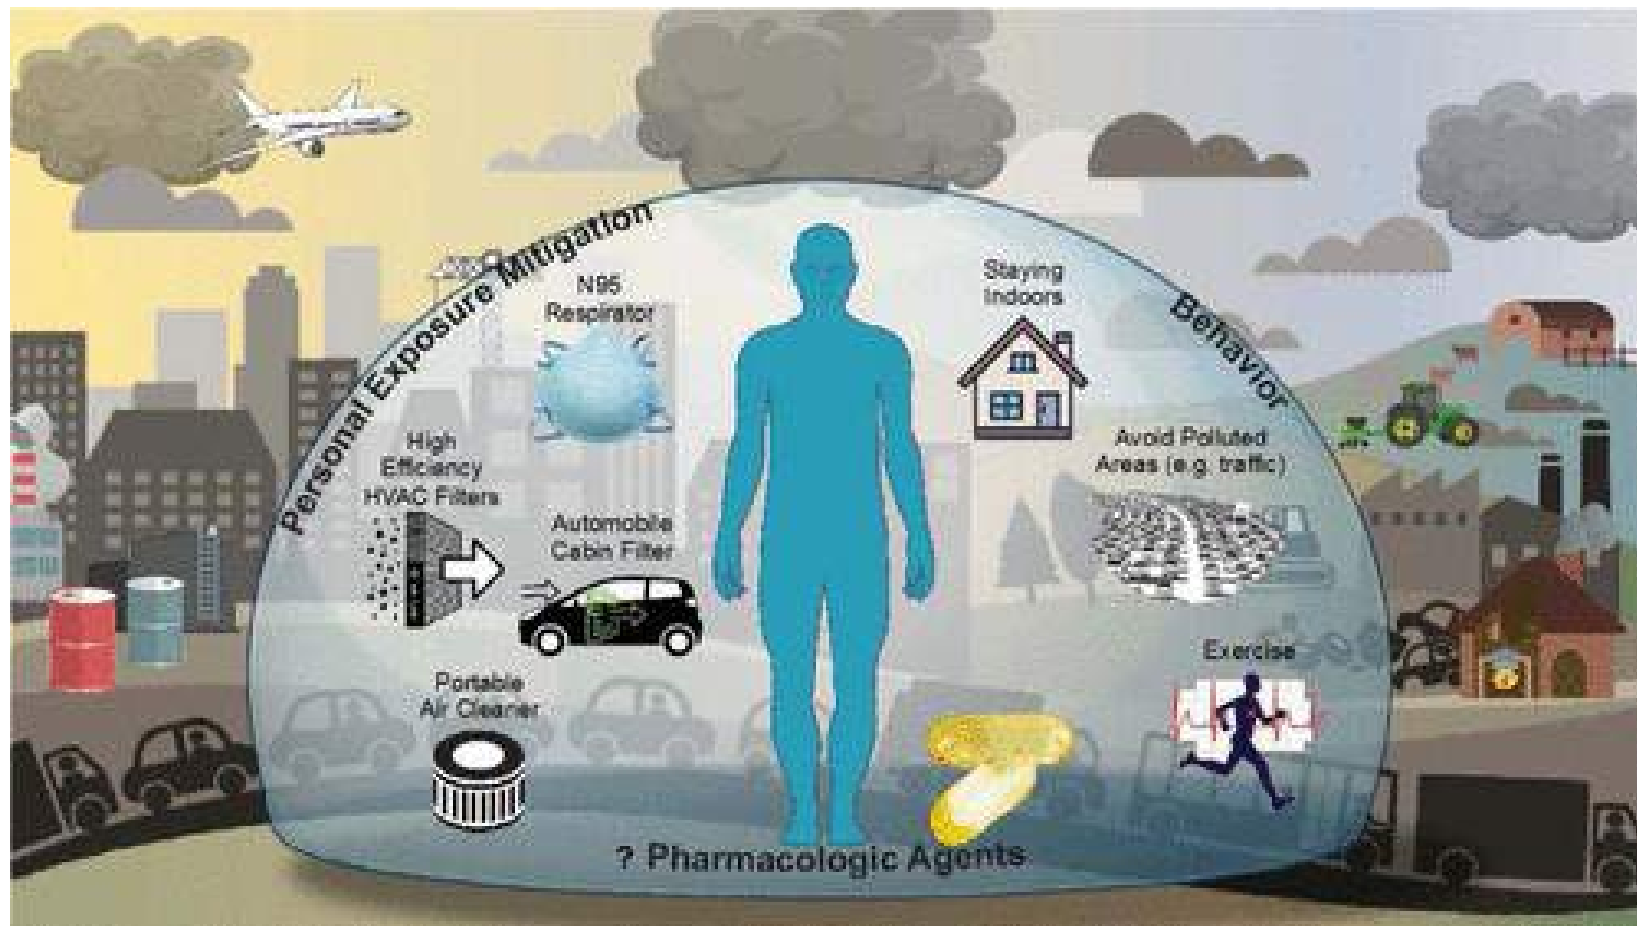 Personal Exposure Mitigation
N95
Respirator
High
Efficiency
HVAC Filters
Automobile
Cabin Filter
Portable
Air Cleaner
Staying
Indoors
Behavior
Avoid Polluted
Areas (e.g. traffic)
Exercise
? Pharmacologic Agents